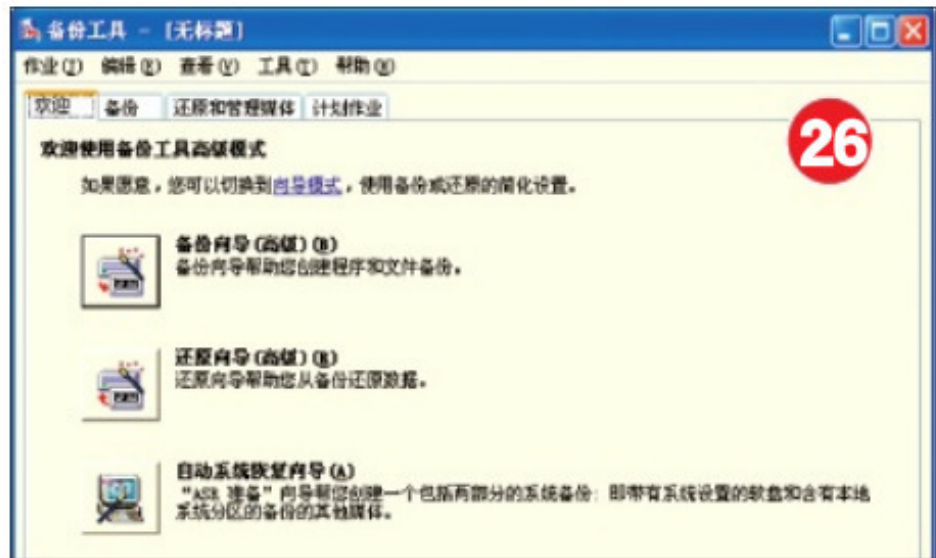 备份工具 - [无标题]
作业(J) 编辑(E) 查看(V) 工具(T) 帮助(H)
欢迎 备份 还原和管理媒体 计划作业
26
欢迎使用备份工具高级模式
如果愿意，您可以切换到向导模式，使用备份或还原的简化设置。
备份向导(高级)(B)
备份向导帮助您创建程序和文件备份。
还原向导(高级)(R)
还原向导帮助您从备份还原数据。
自动系统恢复向导(A)
“ASR 准备”向导帮您创建一个包括两部分的系统备份: 即带有系统设置的软盘和含有本地
系统分区的备份的其他媒体。